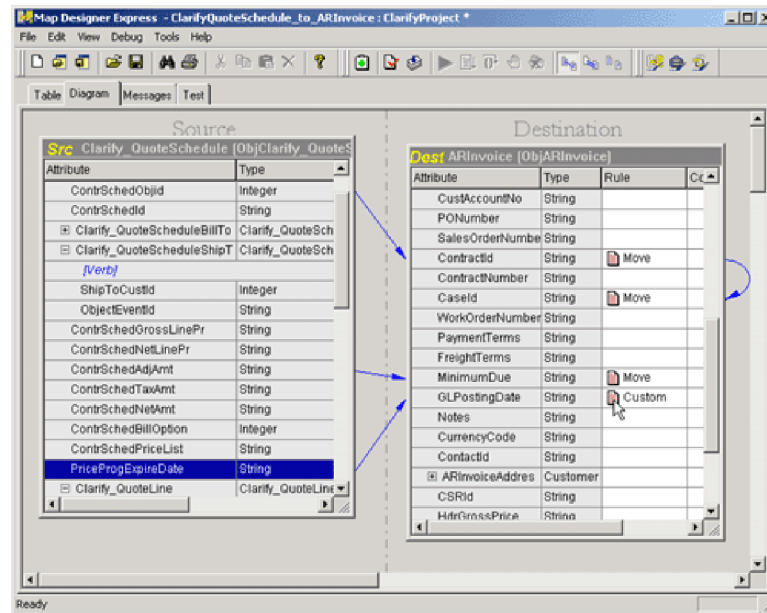 Map Designer Express - ClarifyQuoteSchedule_to_ARInvoice : ClarifyProject *
File Edit View Debug Tools Help
Table Diagram Messages Test
Source
Src Clarify_QuoteSchedule [ObjClarify_QuoteS
Attribute Type
ContrSchedObjid Integer
ContrSchedId String
Clarify_QuoteScheduleBillTo Clarify_QuoteSch
Clarify_QuoteScheduleShipT Clarify_QuoteSch
[Verb]
ShipToCustId Integer
ObjectEventId String
ContrSchedGrossLinePr String
ContrSchedNetLinePr String
ContrSchedAdjAmt String
ContrSchedTaxAmt String
ContrSchedNetAmt String
ContrSchedBillOption Integer
ContrSchedPriceList String
PriceProgExpireDate String
Clarify_QuoteLine Clarify_QuoteLine
Destination
Dest ARInvoice [ObjARInvoice]
Attribute Type Rule Cc
CustAccountNo String
PONumber String
SalesOrderNumbe String
ContractId String Move
ContractNumber String
CaseId String Move
WorkOrderNumber String
PaymentTerms String
FreightTerms String
MinimumDue String Move
GLPostingDate String Custom
Notes String
CurrencyCode String
ContactId String
ARInvoiceAddres Customer
CSRId String
HdrGrossPrice String
Ready